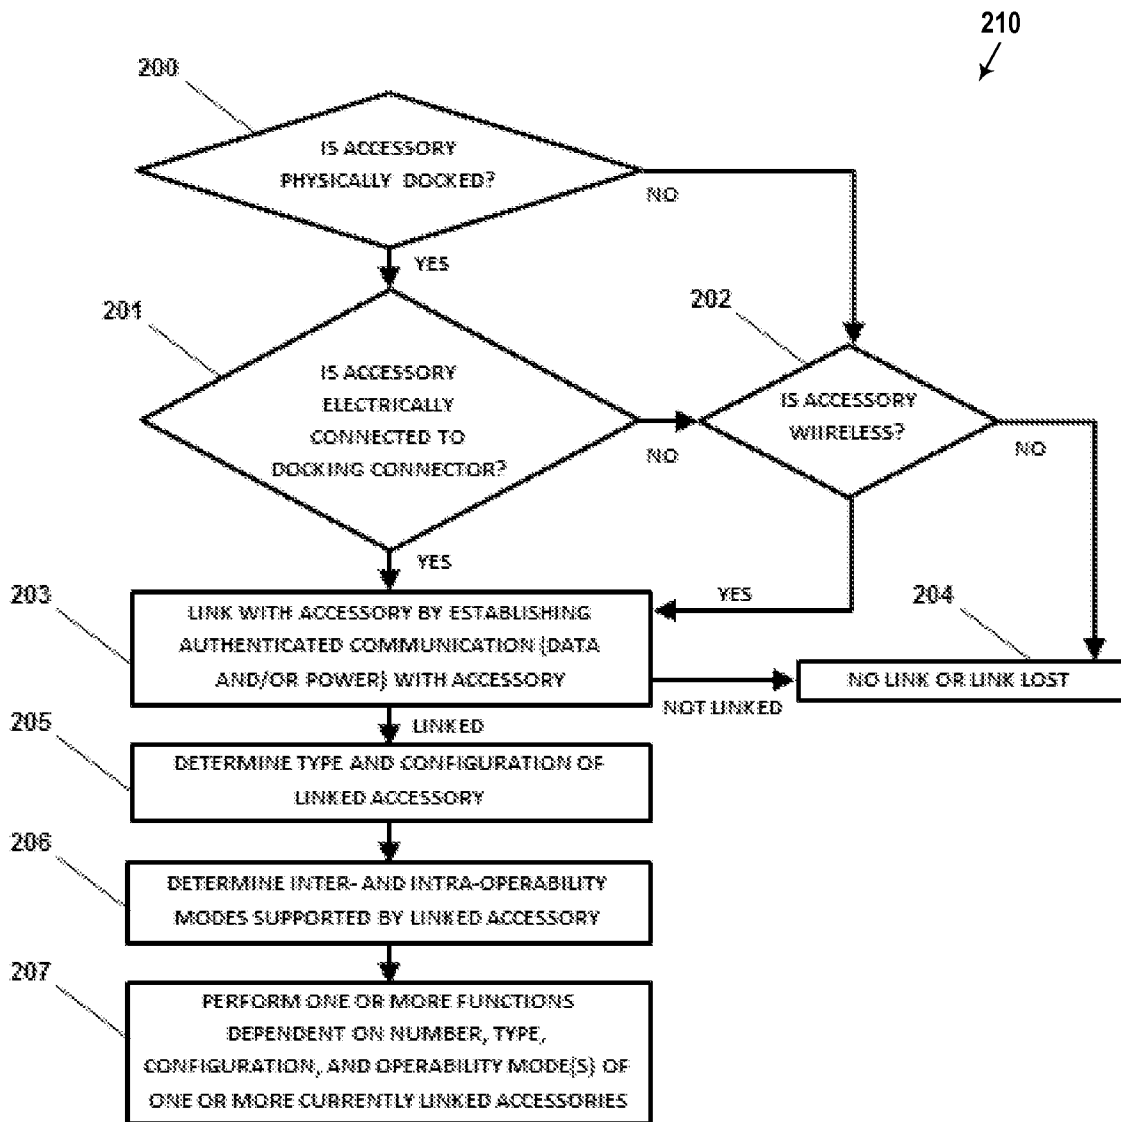 210
200
IS ACCESSORY
PHYSICALLY DOCKED?
NO
YES
201
202
IS ACCESSORY
ELECTRICALLY
CONNECTED TO
DOCKING CONNECTOR?
IS ACCESSORY
WIIRELESS?
NO
NO
YES
YES
203
204
LINK WITH ACCESSORY BY ESTABLISHING
AUTHENTICATED COMMUNICATION (DATA
AND/OR POWER) WITH ACCESSORY
NO LINK OR LINK LOST
NOT LINKED
LINKED
205
DETERMINE TYPE AND CONFIGURATION OF
LINKED ACCESSORY
206
DETERMINE INTER- AND INTRA-OPERABILITY
MODES SUPPORTED BY LINKED ACCESSORY
207
PERFORM ONE OR MORE FUNCTIONS
DEPENDENT ON NUMBER, TYPE,
CONFIGURATION, AND OPERABILITY MODE(S) OF
ONE OR MORE CURRENTLY LINKED ACCESSORIES